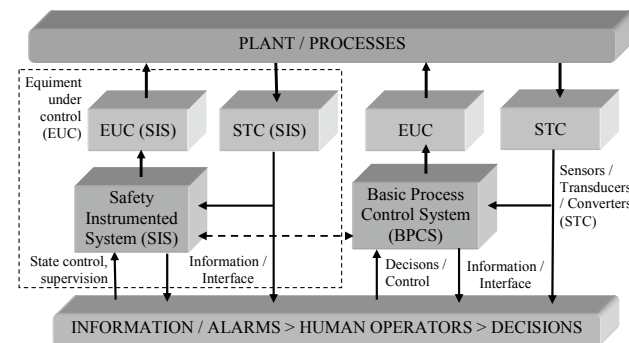 PLANT / PROCESSES
Equiment
under
control
(EUC)
EUC (SIS)
STC (SIS)
EUC
STC
Safety
Instrumented
System (SIS)
Basic Process
Control System
(BPCS)
Sensors /
Transducers
/ Converters
(STC)
State control,
supervision
Information /
Interface
Decisons /
Control
Information /
Interface
INFORMATION / ALARMS > HUMAN OPERATORS > DECISIONS